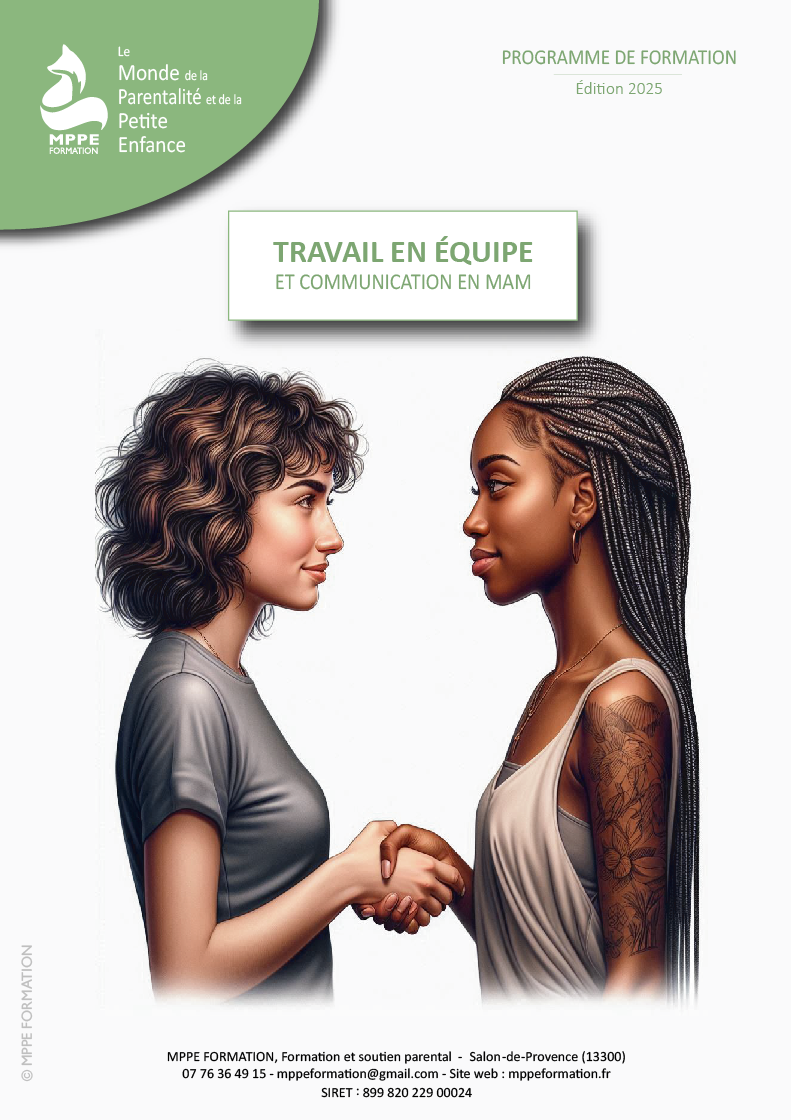 Le
Monde de la
Parentalité et de la
Petite
Enfance
MPPE
FORMATION
PROGRAMME DE FORMATION
Édition 2025
TRAVAIL EN ÉQUIPE
ET COMMUNICATION EN MAM
© MPPE FORMATION
MPPE FORMATION, Formation et soutien parental - Salon-de-Provence (13300)
07 76 36 49 15 - mppeformation@gmail.com - Site web : mppeformation.fr
SIRET : 899 820 229 00024